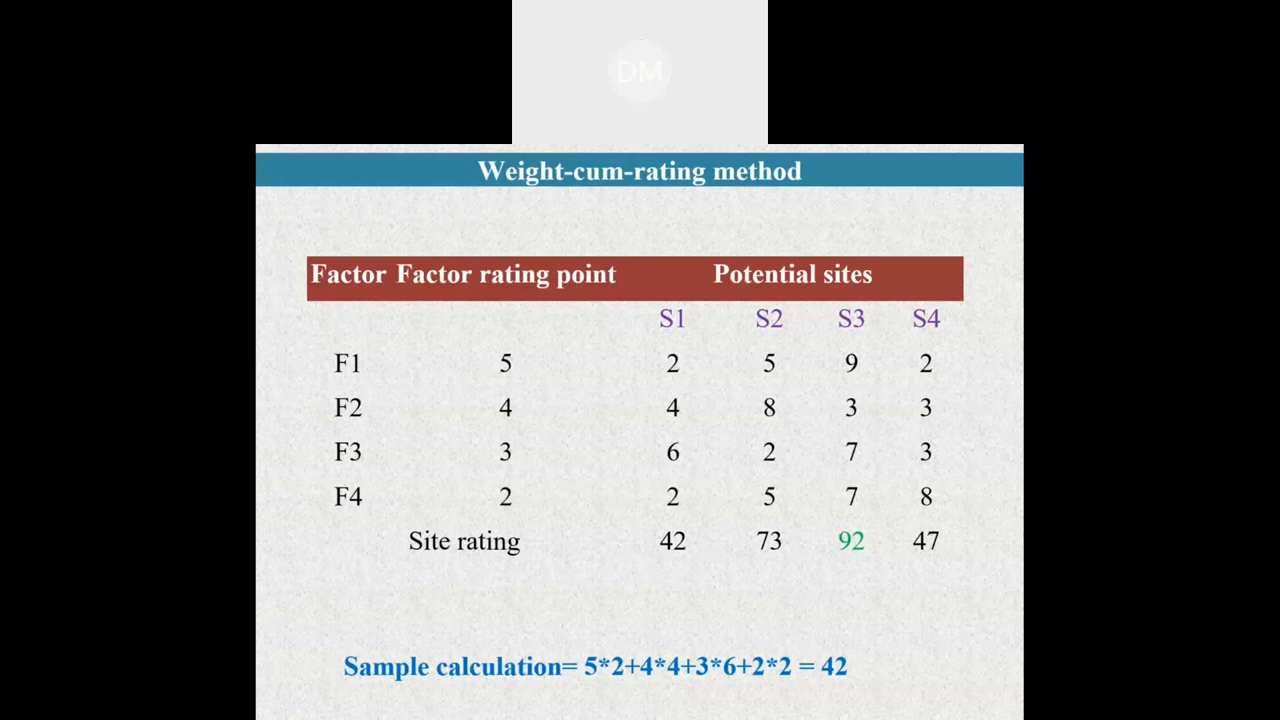 DM
Weight-cum-rating method
Factor Factor rating point Potential sites
S1 S2 S3 S4
F1 5 2 5 9 2
F2 4 4 8 3 3
F3 3 6 2 7 3
F4 2 2 5 7 8
Site rating 42 73 92 47
Sample calculation= 5*2+4*4+3*6+2*2 = 42